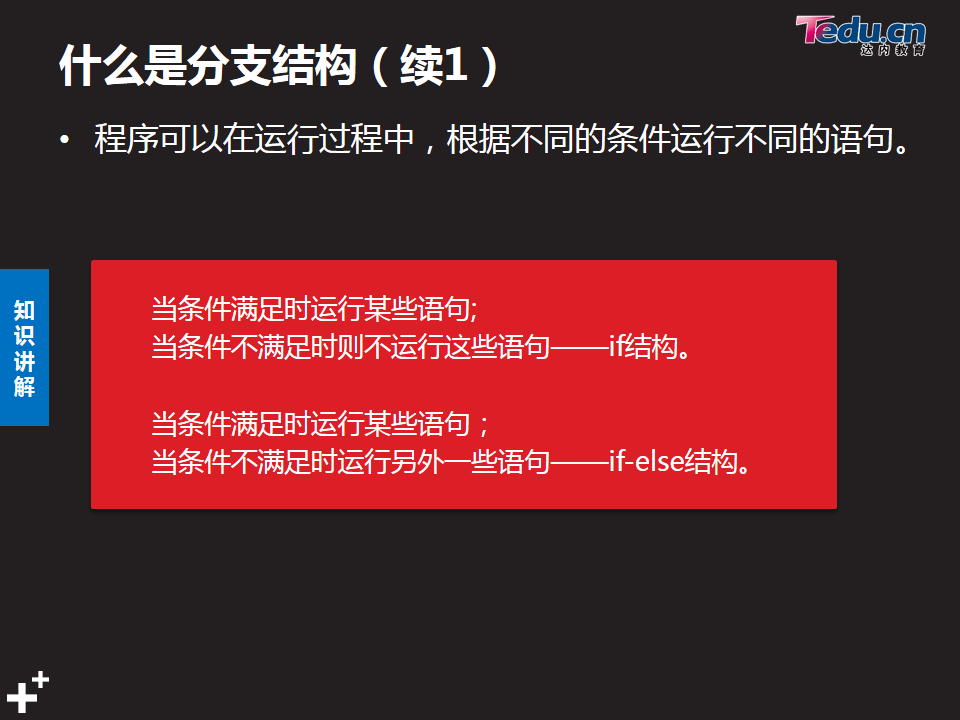 什么是分支结构（续1）
Tedu.cn
达内教育
• 程序可以在运行过程中，根据不同的条件运行不同的语句。
知识讲解
当条件满足时运行某些语句;
当条件不满足时则不运行这些语句——if结构。
当条件满足时运行某些语句；
当条件不满足时运行另外一些语句——if-else结构。